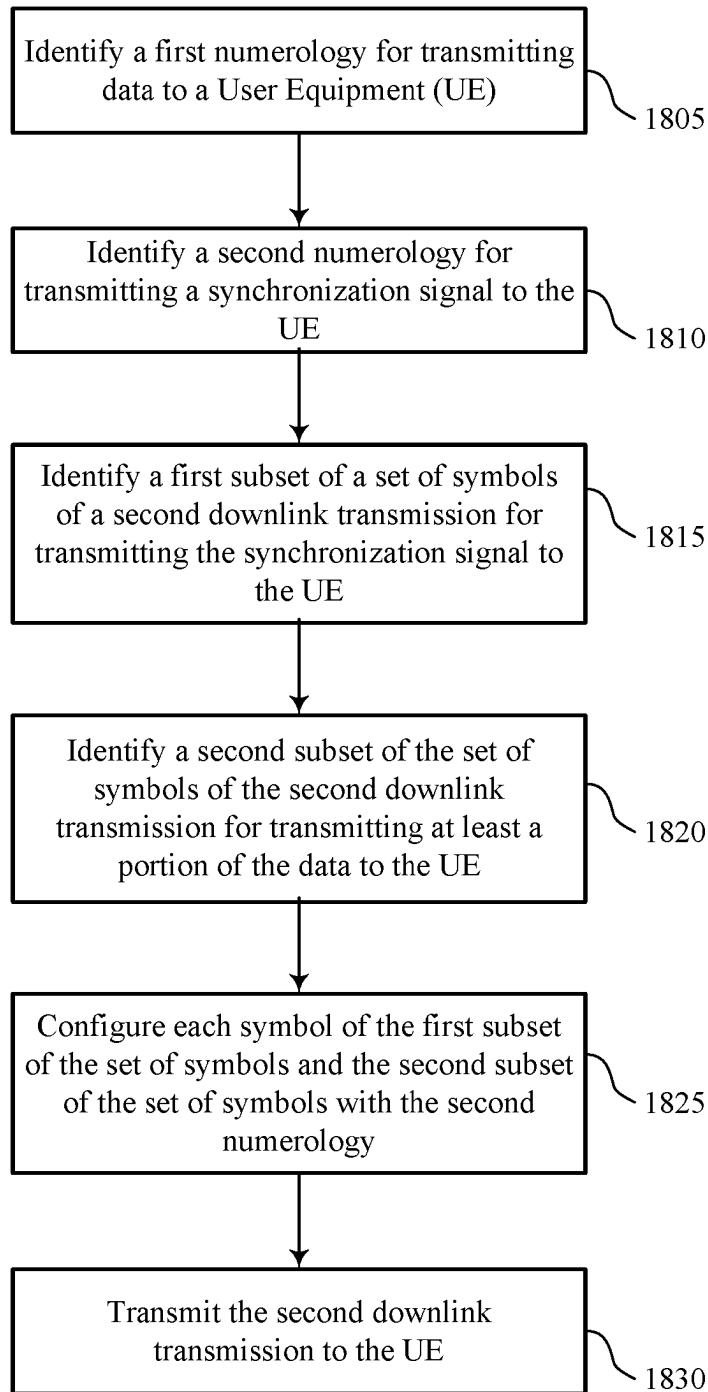 Identify a first numerology for transmitting
data to a User Equipment (UE)
1805
Identify a second numerology for
transmitting a synchronization signal to the
UE
1810
Identify a first subset of a set of symbols
of a second downlink transmission for
transmitting the synchronization signal to
the UE
1815
Identify a second subset of the set of
symbols of the second downlink
transmission for transmitting at least a
portion of the data to the UE
1820
Configure each symbol of the first subset
of the set of symbols and the second subset
of the set of symbols with the second
numerology
1825
Transmit the second downlink
transmission to the UE
1830